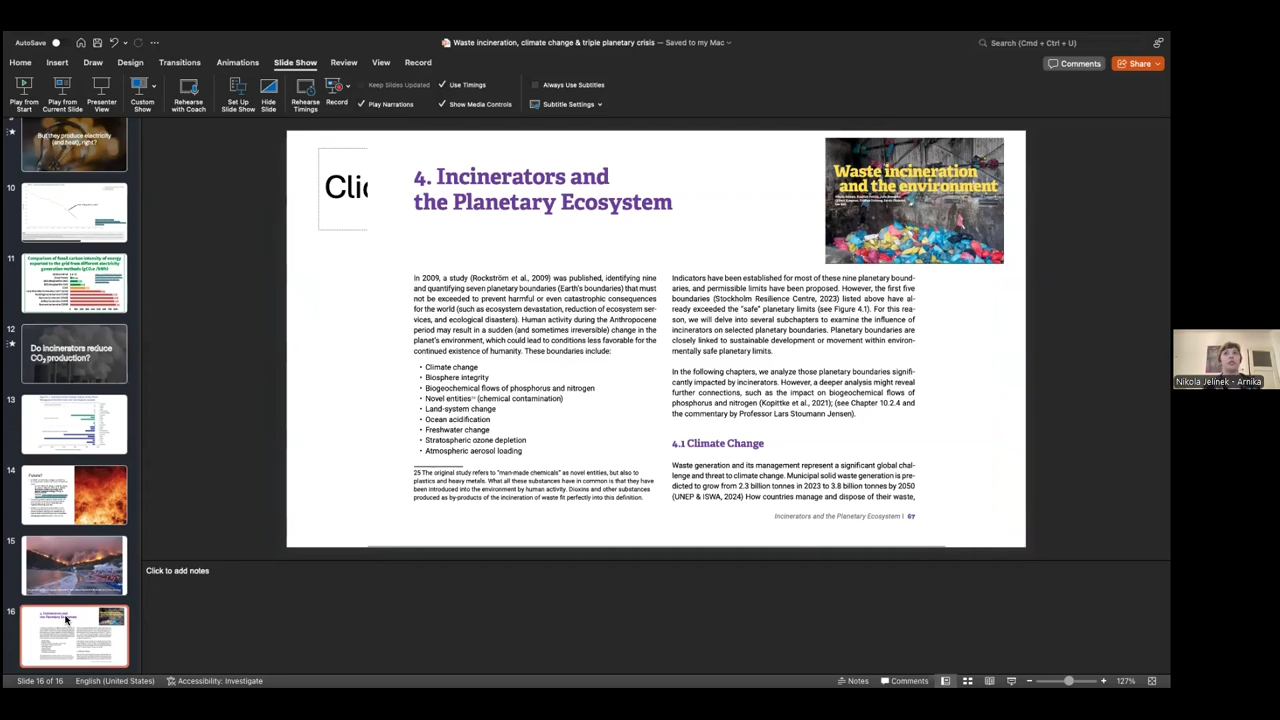 AutoSave
Waste incineration, climate change & triple planetary crisis — Saved to my Mac
Search (Cmd + Ctrl + U)
Home Insert Draw Design Transitions Animations Slide Show Review View Record
Comments Share
Play from Start
Play from Current Slide
Presenter View
Custom Show
Rehearse with Coach
Set Up Slide Show
Hide Slide
Rehearse Timings
Record
Keep Slides Updated
Use Timings
Play Narrations
Show Media Controls
Always Use Subtitles
Subtitle Settings
But they produce electricity
(and heat), right?
10
11
Comparison of fossil carbon intensity of energy
exported to the grid from different electricity
12
Do incinerators reduce
CO2 production?
13
14
Future?
15
16
Clic
4. Incinerators and
the Planetary Ecosystem
Waste incineration
and the environment
In 2009, a study (Rockström et al., 2009) was published, identifying nine
and quantifying seven planetary boundaries (Earth's boundaries) that must
not be exceeded to prevent harmful or even catastrophic consequences
for the world (such as ecosystem devastation, reduction of ecosystem ser-
vices, and ecological disasters). Human activity during the Anthropocene
period may result in a sudden (and sometimes irreversible) change in the
planet's environment, which could lead to conditions less favorable for the
continued existence of humanity. These boundaries include:
• Climate change
• Biosphere integrity
• Biogeochemical flows of phosphorus and nitrogen
• Novel entities25 (chemical contamination)
• Land-system change
• Ocean acidification
• Freshwater change
• Stratospheric ozone depletion
• Atmospheric aerosol loading
25 The original study refers to "man-made chemicals" as novel entities, but also to
plastics and heavy metals. What all these substances have in common is that they have
been introduced into the environment by human activity. Dioxins and other substances
produced as by-products of the incineration of waste fit perfectly into this definition.
Indicators have been established for most of these nine planetary bound-
aries, and permissible limits have been proposed. However, the first five
boundaries (Stockholm Resilience Centre, 2023) listed above have al-
ready exceeded the "safe" planetary limits (see Figure 4.1). For this rea-
son, we will delve into several subchapters to examine the influence of
incinerators on selected planetary boundaries. Planetary boundaries are
closely linked to sustainable development or movement within environ-
mentally safe planetary limits.
In the following chapters, we analyze those planetary boundaries signifi-
cantly impacted by incinerators. However, a deeper analysis might reveal
further connections, such as the impact on biogeochemical flows of
phosphorus and nitrogen (Kopittke et al., 2021); (see Chapter 10.2.4 and
the commentary by Professor Lars Stoumann Jensen).
4.1 Climate Change
Waste generation and its management represent a significant global chal-
lenge and threat to climate change. Municipal solid waste generation is pre-
dicted to grow from 2.3 billion tonnes in 2023 to 3.8 billion tonnes by 2050
(UNEP & ISWA, 2024) How countries manage and dispose of their waste,
Incinerators and the Planetary Ecosystem | 67
Nikola Jelínek - Arnika
Click to add notes
Slide 16 of 16 English (United States) Accessibility: Investigate Notes Comments 127%